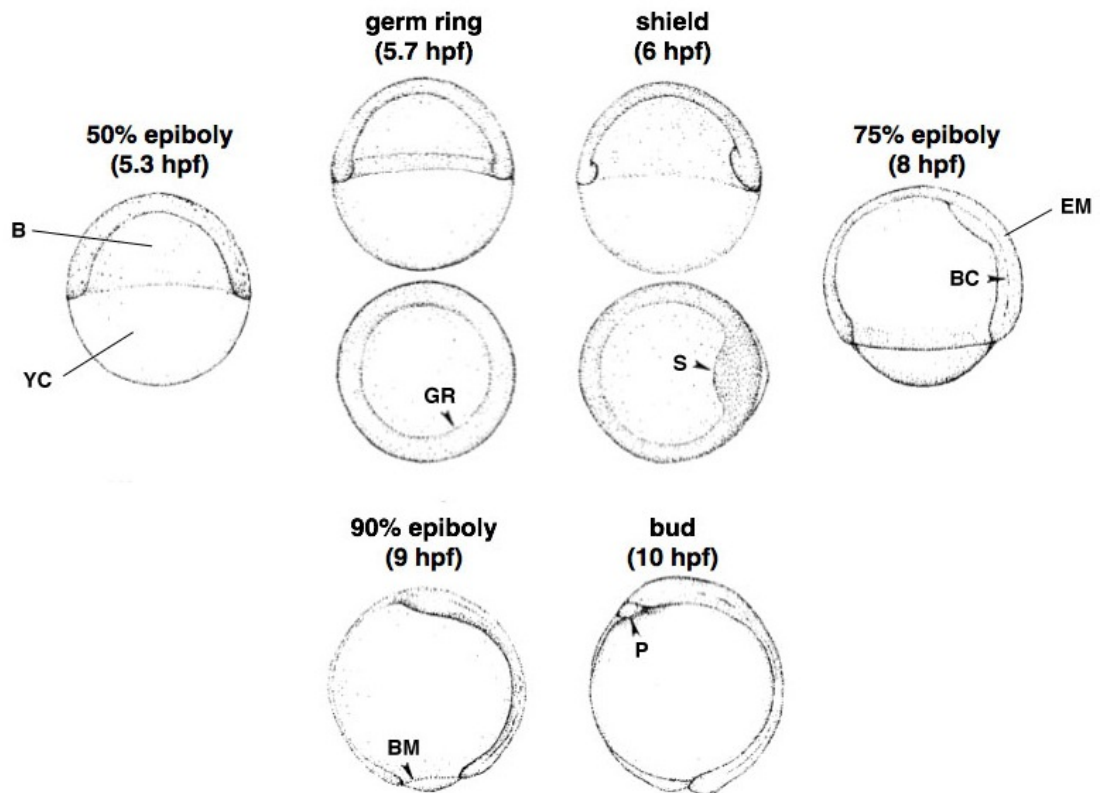 germ ring
(5.7 hpf)
shield
(6 hpf)
50% epiboly
(5.3 hpf)
75% epiboly
(8 hpf)
B
EM
BC
YC
S
GR
90% epiboly
(9 hpf)
bud
(10 hpf)
P
BM